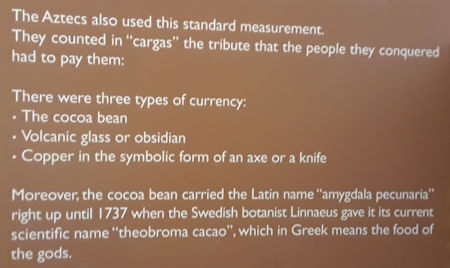 The Aztecs also used this standard measurement.
They counted in “cargas” the tribute that the people they conquered
had to pay them:
There were three types of currency:
• The cocoa bean
• Volcanic glass or obsidian
• Copper in the symbolic form of an axe or a knife
Moreover, the cocoa bean carried the Latin name “amygdala pecunaria”
right up until 1737 when the Swedish botanist Linnaeus gave it its current
scientific name “theobroma cacao”, which in Greek means the food of
the gods.